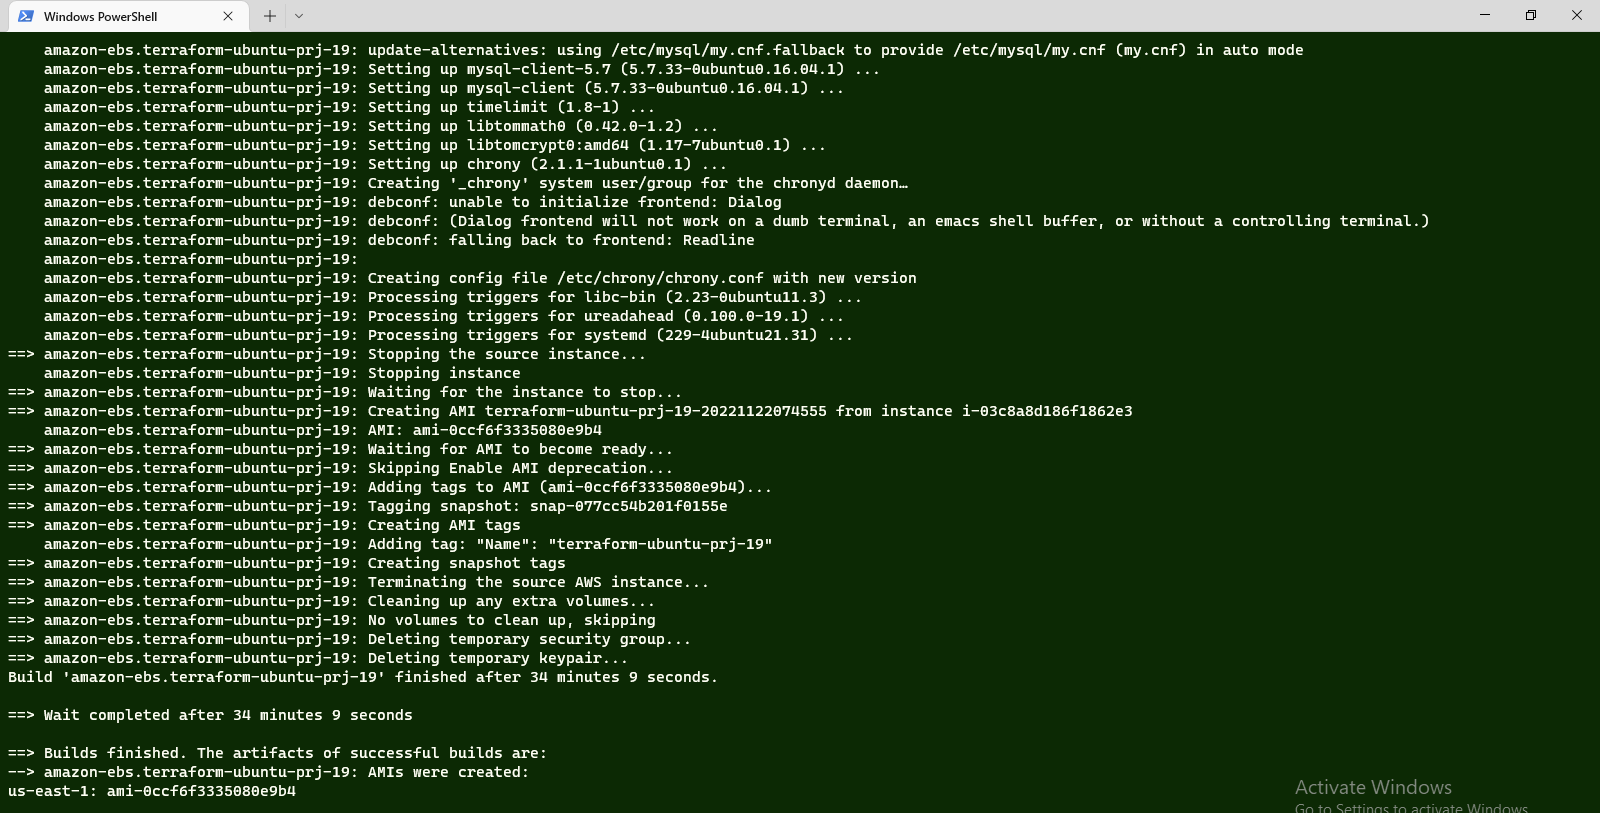 Windows PowerShell
amazon-ebs.terraform-ubuntu-prj-19: update-alternatives: using /etc/mysql/my.cnf.fallback to provide /etc/mysql/my.cnf (my.cnf) in auto mode
amazon-ebs.terraform-ubuntu-prj-19: Setting up mysql-client-5.7 (5.7.33-0ubuntu0.16.04.1) ...
amazon-ebs.terraform-ubuntu-prj-19: Setting up mysql-client (5.7.33-0ubuntu0.16.04.1) ...
amazon-ebs.terraform-ubuntu-prj-19: Setting up timelimit (1.8-1) ...
amazon-ebs.terraform-ubuntu-prj-19: Setting up libtommath0 (0.42.0-1.2) ...
amazon-ebs.terraform-ubuntu-prj-19: Setting up libtomcrypt0:amd64 (1.17-7ubuntu0.1) ...
amazon-ebs.terraform-ubuntu-prj-19: Setting up chrony (2.1.1-1ubuntu0.1) ...
amazon-ebs.terraform-ubuntu-prj-19: Creating '_chrony' system user/group for the chronyd daemon…
amazon-ebs.terraform-ubuntu-prj-19: debconf: unable to initialize frontend: Dialog
amazon-ebs.terraform-ubuntu-prj-19: debconf: (Dialog frontend will not work on a dumb terminal, an emacs shell buffer, or without a controlling terminal.)
amazon-ebs.terraform-ubuntu-prj-19: debconf: falling back to frontend: Readline
amazon-ebs.terraform-ubuntu-prj-19:
amazon-ebs.terraform-ubuntu-prj-19: Creating config file /etc/chrony/chrony.conf with new version
amazon-ebs.terraform-ubuntu-prj-19: Processing triggers for libc-bin (2.23-0ubuntu11.3) ...
amazon-ebs.terraform-ubuntu-prj-19: Processing triggers for ureadahead (0.100.0-19.1) ...
amazon-ebs.terraform-ubuntu-prj-19: Processing triggers for systemd (229-4ubuntu21.31) ...
==> amazon-ebs.terraform-ubuntu-prj-19: Stopping the source instance...
amazon-ebs.terraform-ubuntu-prj-19: Stopping instance
==> amazon-ebs.terraform-ubuntu-prj-19: Waiting for the instance to stop...
==> amazon-ebs.terraform-ubuntu-prj-19: Creating AMI terraform-ubuntu-prj-19-20221122074555 from instance i-03c8a8d186f1862e3
amazon-ebs.terraform-ubuntu-prj-19: AMI: ami-0ccf6f3335080e9b4
==> amazon-ebs.terraform-ubuntu-prj-19: Waiting for AMI to become ready...
==> amazon-ebs.terraform-ubuntu-prj-19: Skipping Enable AMI deprecation...
==> amazon-ebs.terraform-ubuntu-prj-19: Adding tags to AMI (ami-0ccf6f3335080e9b4)...
==> amazon-ebs.terraform-ubuntu-prj-19: Tagging snapshot: snap-077cc54b201f0155e
==> amazon-ebs.terraform-ubuntu-prj-19: Creating AMI tags
amazon-ebs.terraform-ubuntu-prj-19: Adding tag: "Name": "terraform-ubuntu-prj-19"
==> amazon-ebs.terraform-ubuntu-prj-19: Creating snapshot tags
==> amazon-ebs.terraform-ubuntu-prj-19: Terminating the source AWS instance...
==> amazon-ebs.terraform-ubuntu-prj-19: Cleaning up any extra volumes...
==> amazon-ebs.terraform-ubuntu-prj-19: No volumes to clean up, skipping
==> amazon-ebs.terraform-ubuntu-prj-19: Deleting temporary security group...
==> amazon-ebs.terraform-ubuntu-prj-19: Deleting temporary keypair...
Build 'amazon-ebs.terraform-ubuntu-prj-19' finished after 34 minutes 9 seconds.
==> Wait completed after 34 minutes 9 seconds
==> Builds finished. The artifacts of successful builds are:
--> amazon-ebs.terraform-ubuntu-prj-19: AMIs were created:
us-east-1: ami-0ccf6f3335080e9b4
Activate Windows
Go to Settings to activate Windows.